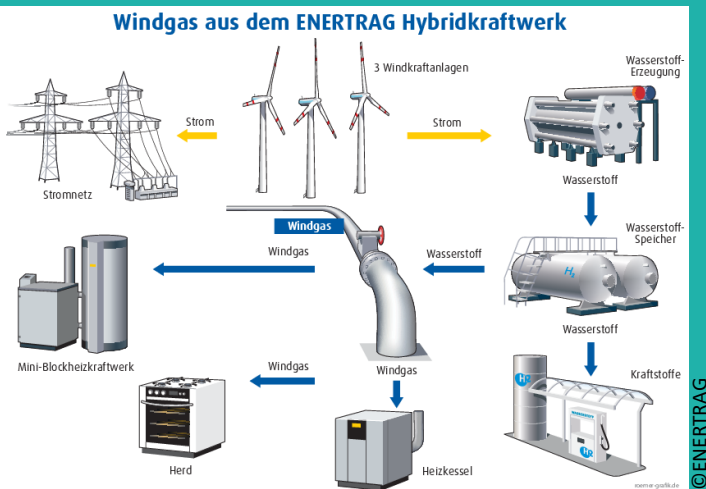 Windgas aus dem ENERTRAG Hybridkraftwerk
3 Windkraftanlagen
Wasserstoff-
Erzeugung
Strom
Strom
Stromnetz
Wasserstoff
Windgas
Wasserstoff-
Speicher
Windgas
Wasserstoff
H2
Wasserstoff
Mini-Blockheizkraftwerk
Windgas
Windgas
Kraftstoffe
Herd
Heizkessel
©ENERTRAG